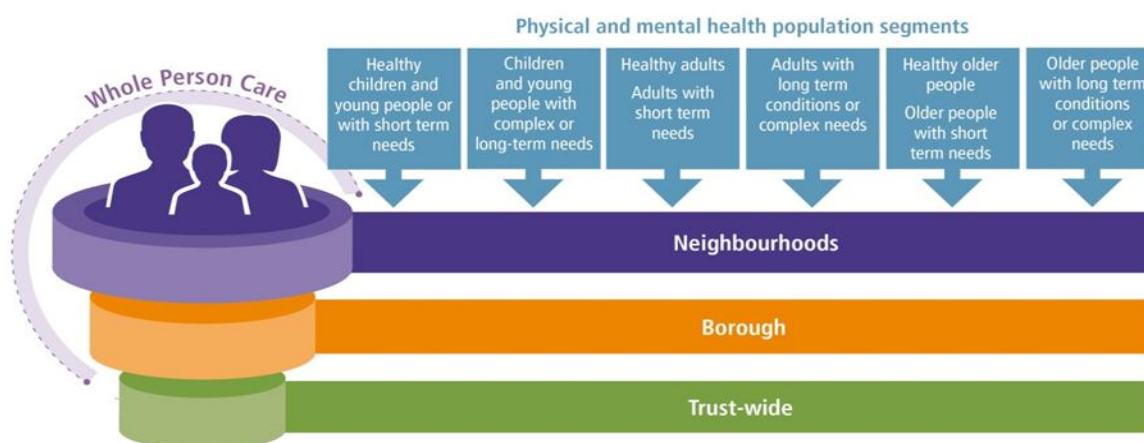 Physical and mental health population segments
Whole Person Care
Healthy
children and
young people or
with short term
needs
Children
and young
people with
complex or
long-term needs
Healthy adults
Adults with
short term
needs
Adults with
long term
conditions or
complex needs
Healthy older
people
Older people
with short
term needs
Older people
with long term
conditions
or complex
needs
Neighbourhoods
Borough
Trust-wide